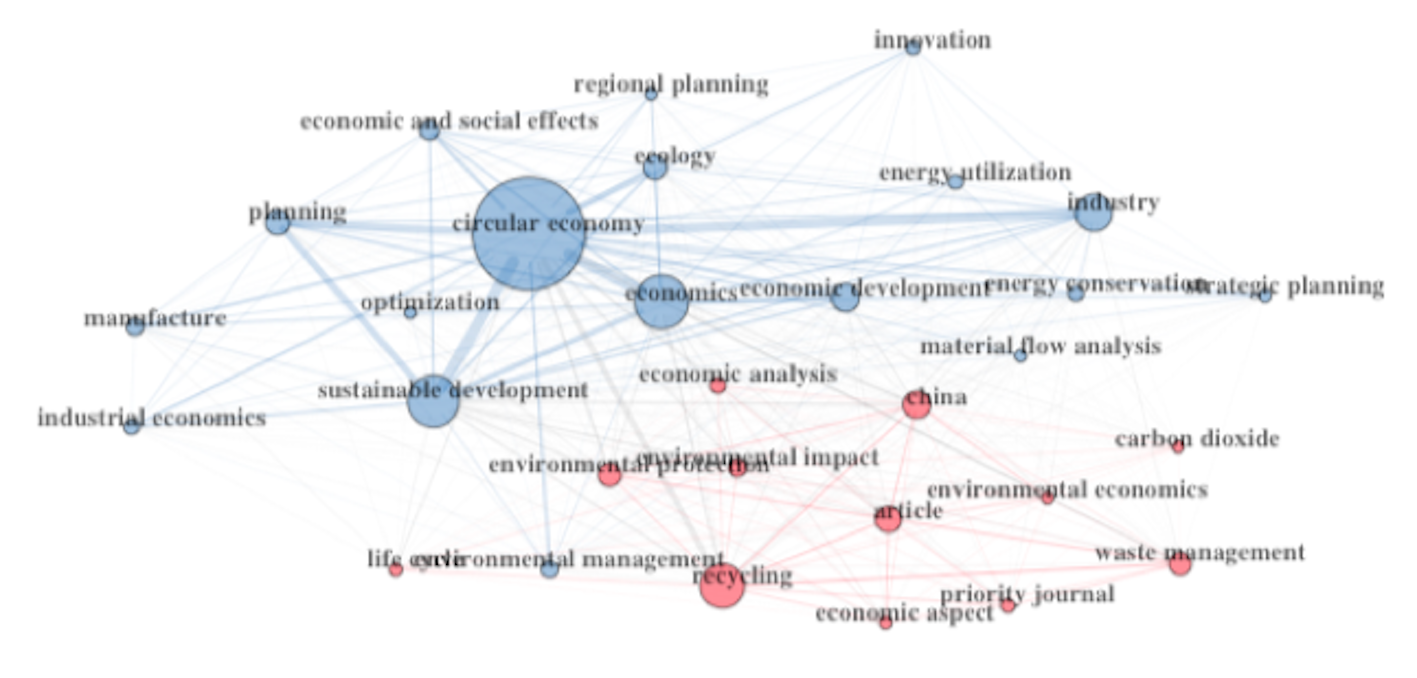 innovation
regional planning
economic and social effects
ecology
energy utilization
planning
circular economy
industry
optimization
economics
economic development
energy conservation
strategic planning
manufacture
material flow analysis
economic analysis
sustainable development
china
industrial economics
carbon dioxide
environmental protection
environmental impact
environmental economics
article
life cycle
environmental management
waste management
recycling
priority journal
economic aspect